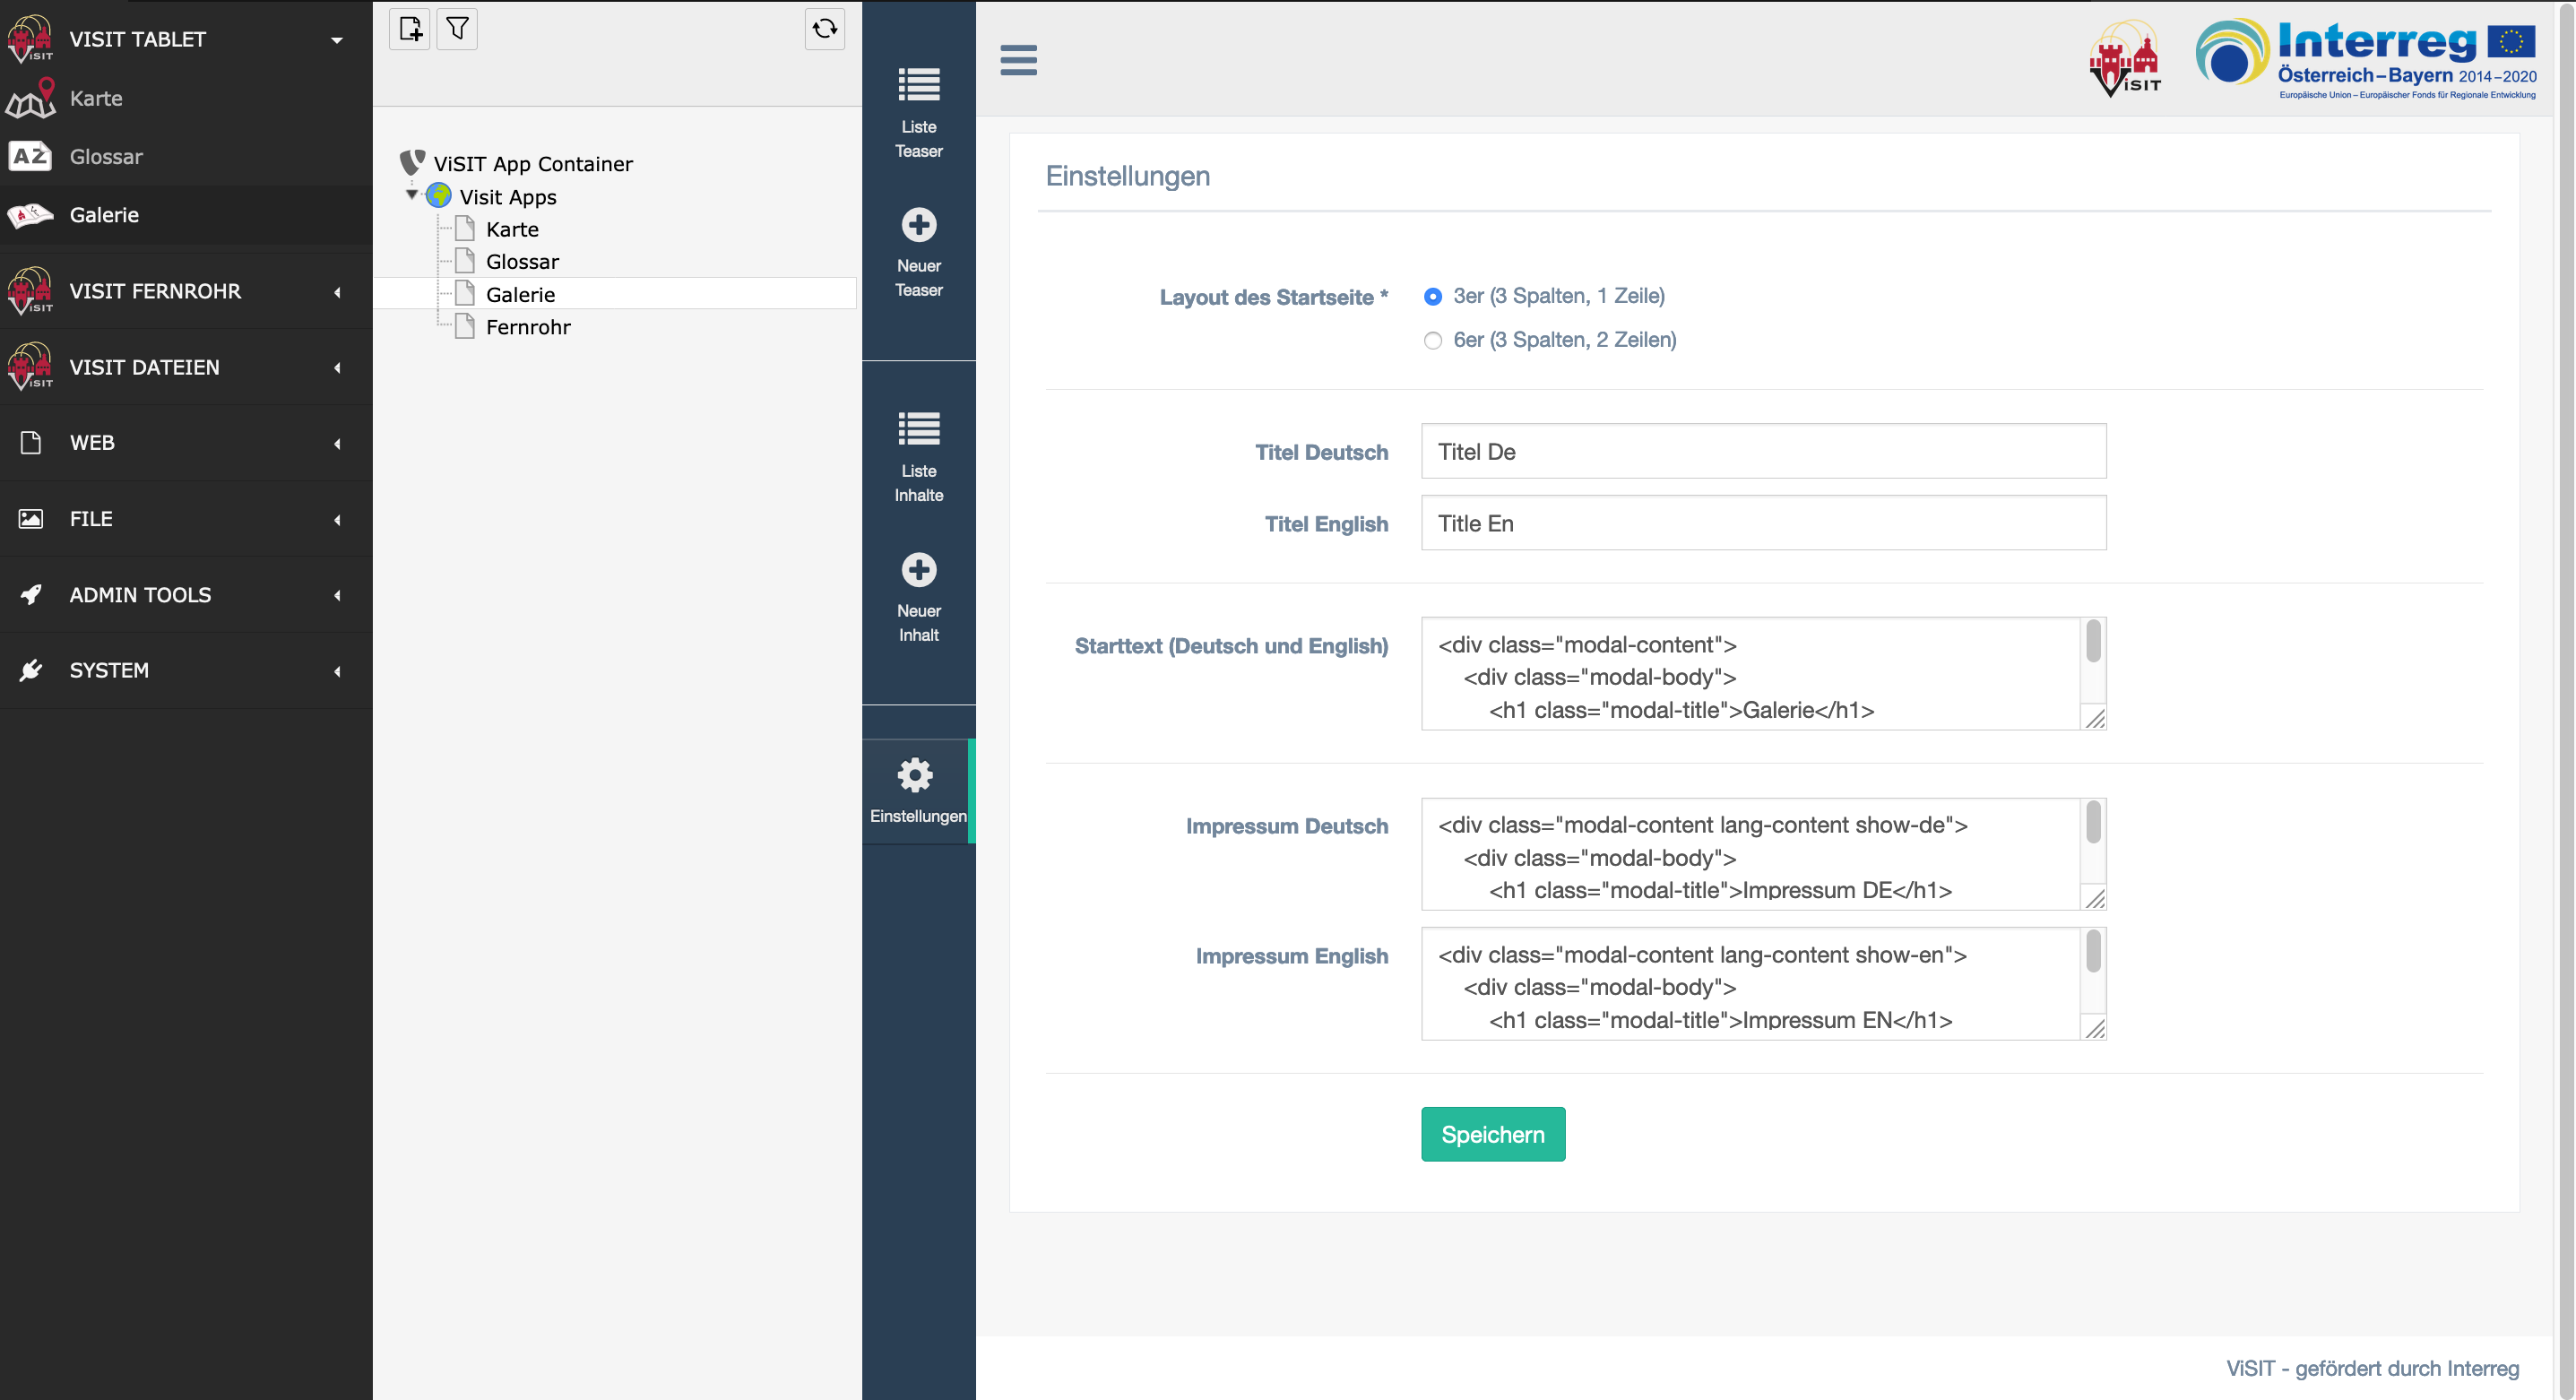 VISIT TABLET
Karte
Glossar
Galerie
VISIT FERNROHR
VISIT DATEIEN
WEB
FILE
ADMIN TOOLS
SYSTEM
ViSIT App Container
Visit Apps
Karte
Glossar
Galerie
Fernrohr
Liste
Teaser
Neuer
Teaser
Liste
Inhalte
Neuer
Inhalt
Einstellungen
ViSIT
Interreg
Österreich–Bayern 2014–2020
Europäische Union – Europäischer Fonds für Regionale Entwicklung
Einstellungen
Layout des Startseite *
3er (3 Spalten, 1 Zeile)
6er (3 Spalten, 2 Zeilen)
Titel Deutsch
Titel De
Titel English
Title En
Starttext (Deutsch und English)
<div class="modal-content">
<div class="modal-body">
<h1 class="modal-title">Galerie</h1>
Impressum Deutsch
<div class="modal-content lang-content show-de">
<div class="modal-body">
<h1 class="modal-title">Impressum DE</h1>
Impressum English
<div class="modal-content lang-content show-en">
<div class="modal-body">
<h1 class="modal-title">Impressum EN</h1>
Speichern
ViSIT - gefördert durch Interreg